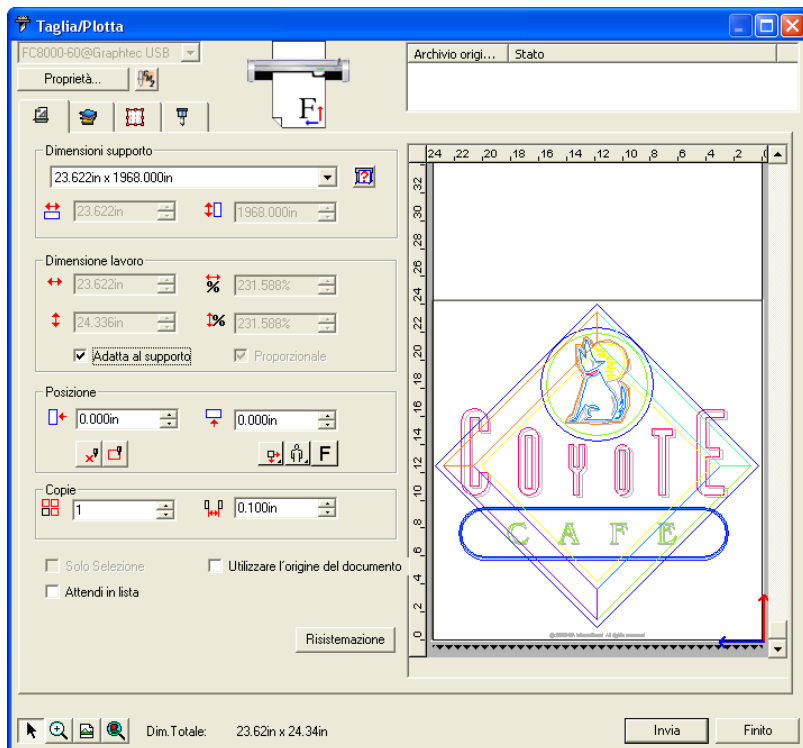 Taglia/Plotta
FC8000-60@Graphtec USB
Proprietà...
Archivio origi... Stato
F
Dimensioni supporto
23.622in x 1968.000in
23.622in 1968.000in
Dimensione lavoro
23.622in % 231.588%
24.336in % 231.588%
Adatta al supporto Proporzionale
Posizione
0.000in 0.000in
F
Copie
1 0.100in
Solo Selezione Utilizzare l'origine del documento
Attendi in lista
Risistemazione
24 22 20 18 16 14 12 10 8 6 4 2 0
32
30
28
26
24
22
20
18
16
14
12
10
8
6
4
2
0
COYOTE
CAFE
Dim.Totale: 23.62in x 24.34in
Invia Finito